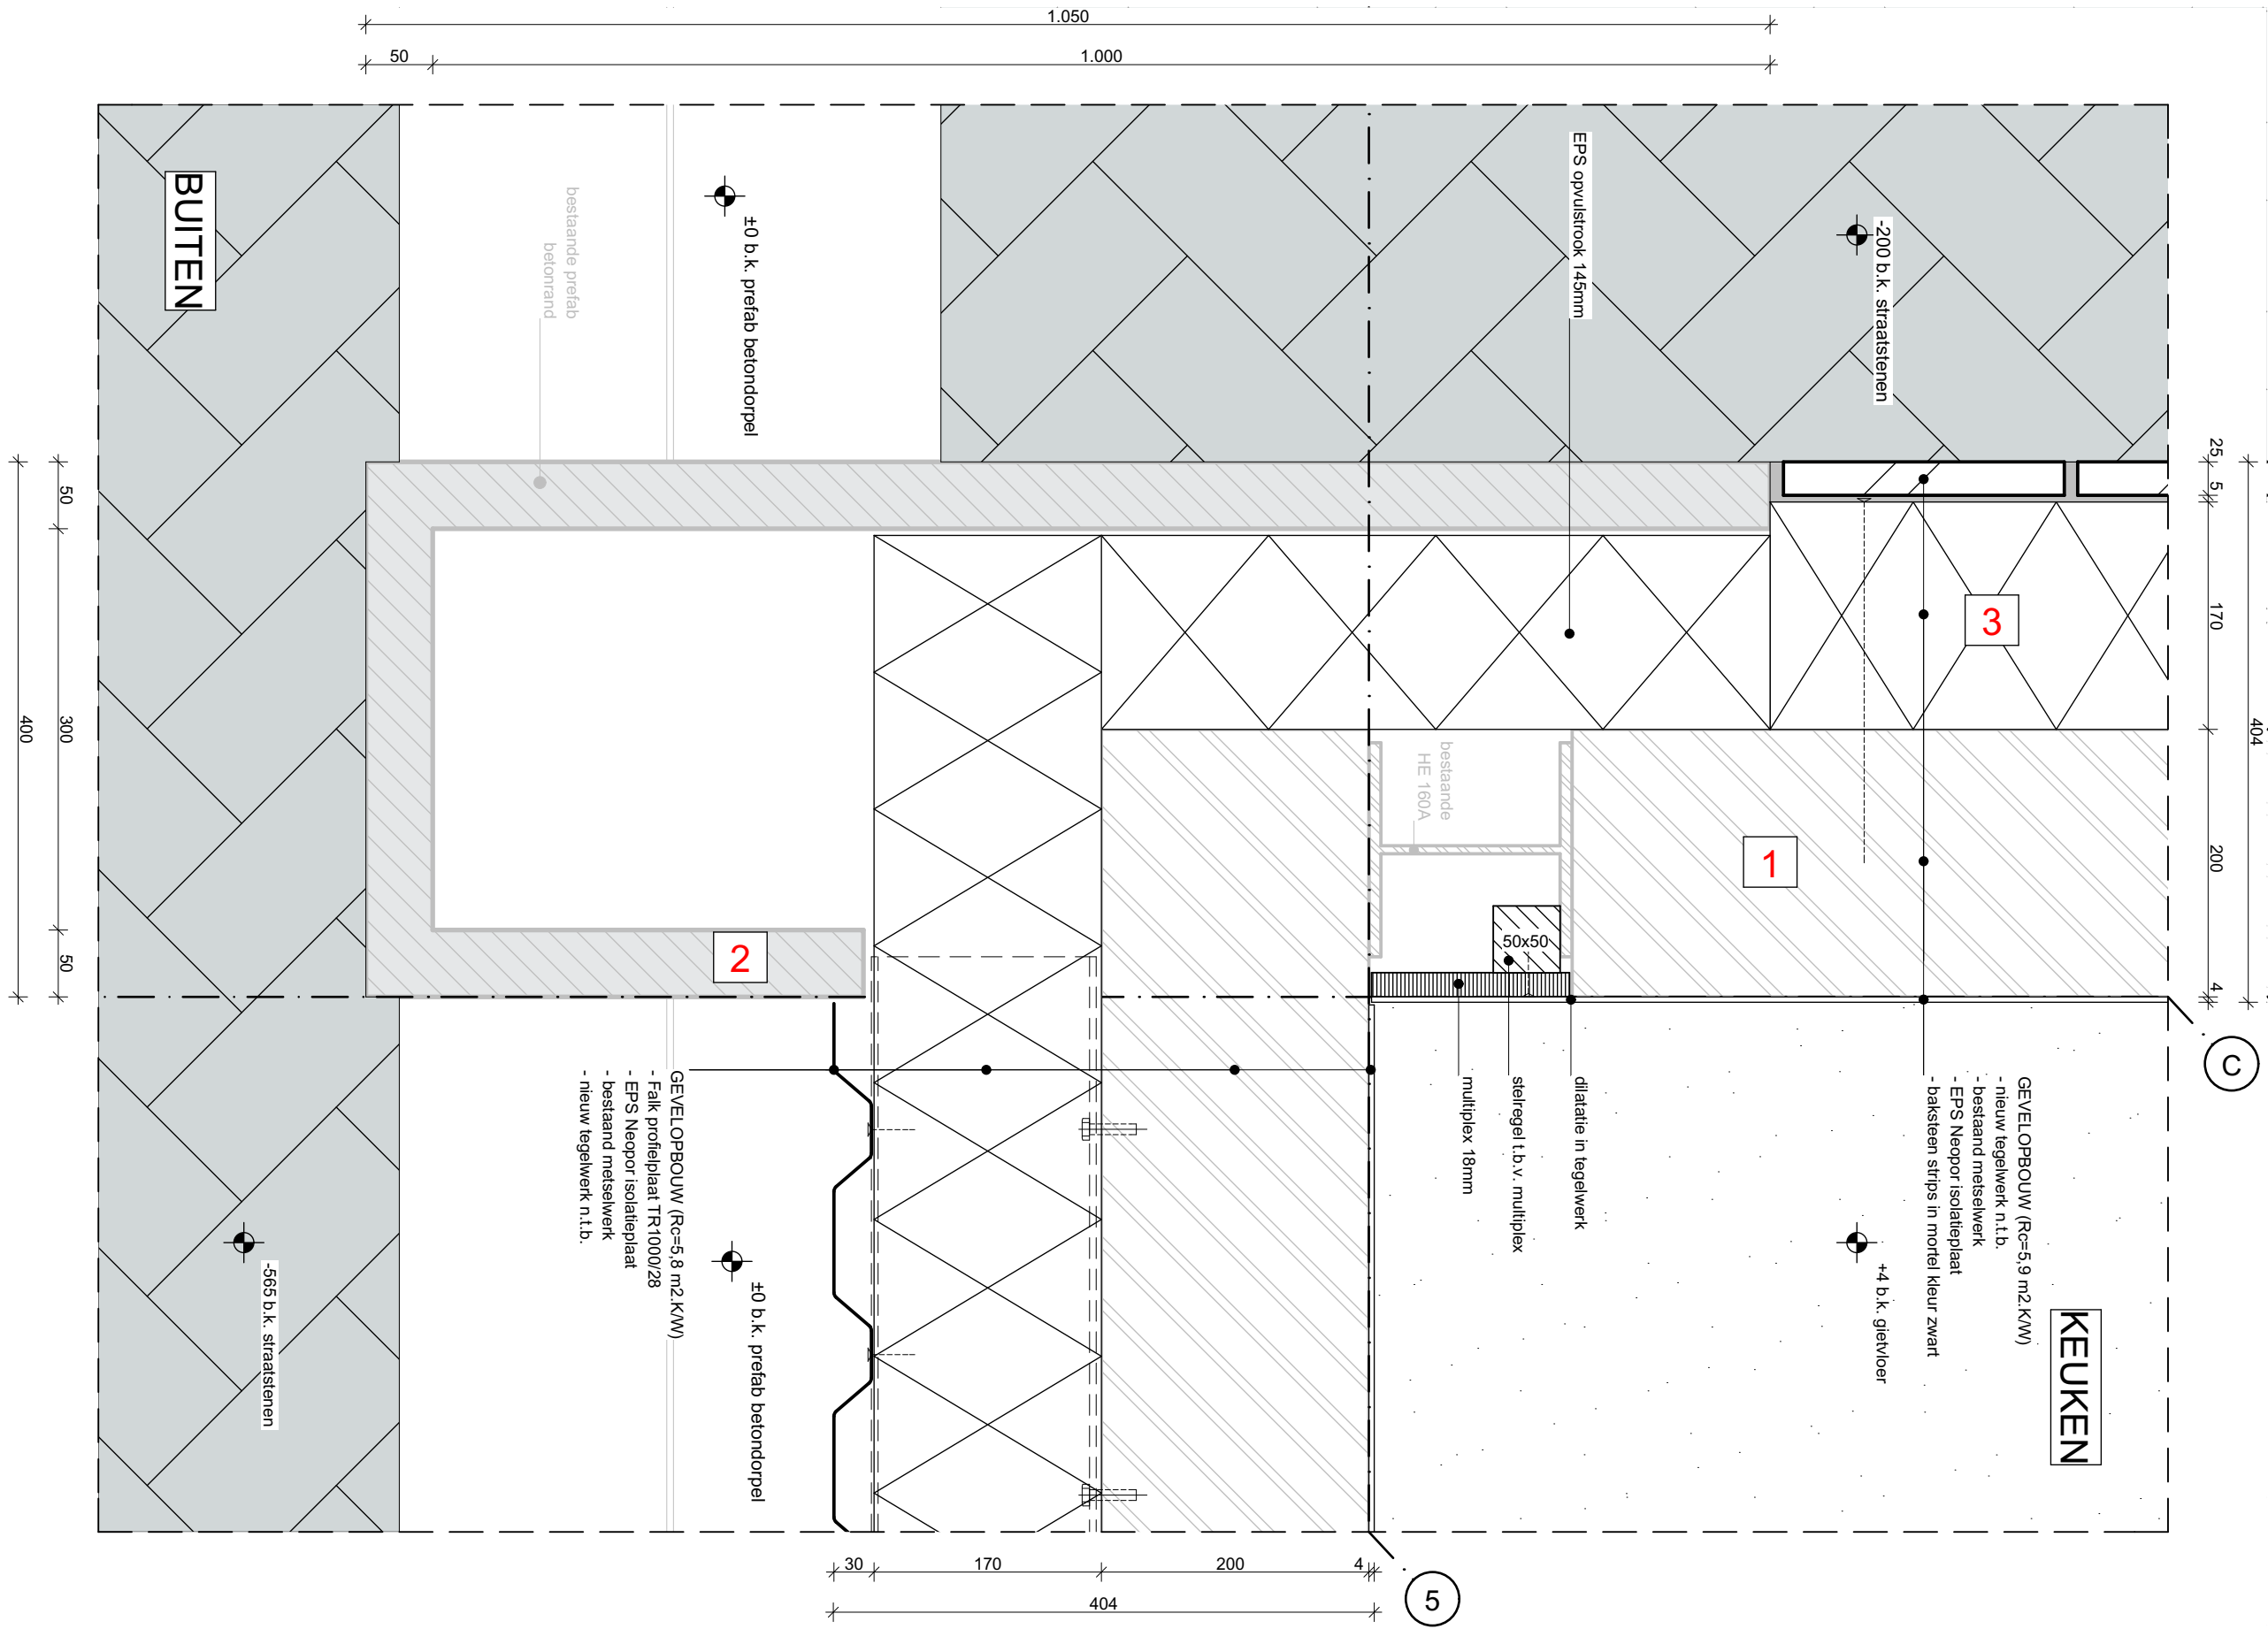 1.050
50
1.000
BUITEN
bestaande prefab
betonrand
±0 b.k. prefab betondorpel
EPS opvulstrook 145mm
-200 b.k. straatstenen
25
5
170
200
4
404
3
1
2
bestaande
HE 160A
50x50
50
300
50
400
C
GEVELOPBOUW (Rc=5,8 m2.K/W)
- Falk profielplaat TR1000/28
- EPS Neopor isolatieplaat
- bestaand metselwerk
- nieuw tegelwerk n.t.b.
multiplex 18mm
stelregel t.b.v. multiplex
dilatatie in tegelwerk
GEVELOPBOUW (Rc=5,9 m2.K/W)
- nieuw tegelwerk n.t.b.
- bestaand metselwerk
- EPS Neopor isolatieplaat
- baksteen strips in mortel kleur zwart
-565 b.k. straatstenen
±0 b.k. prefab betondorpel
+4 b.k. gietvloer
KEUKEN
30
170
200
4
404
5